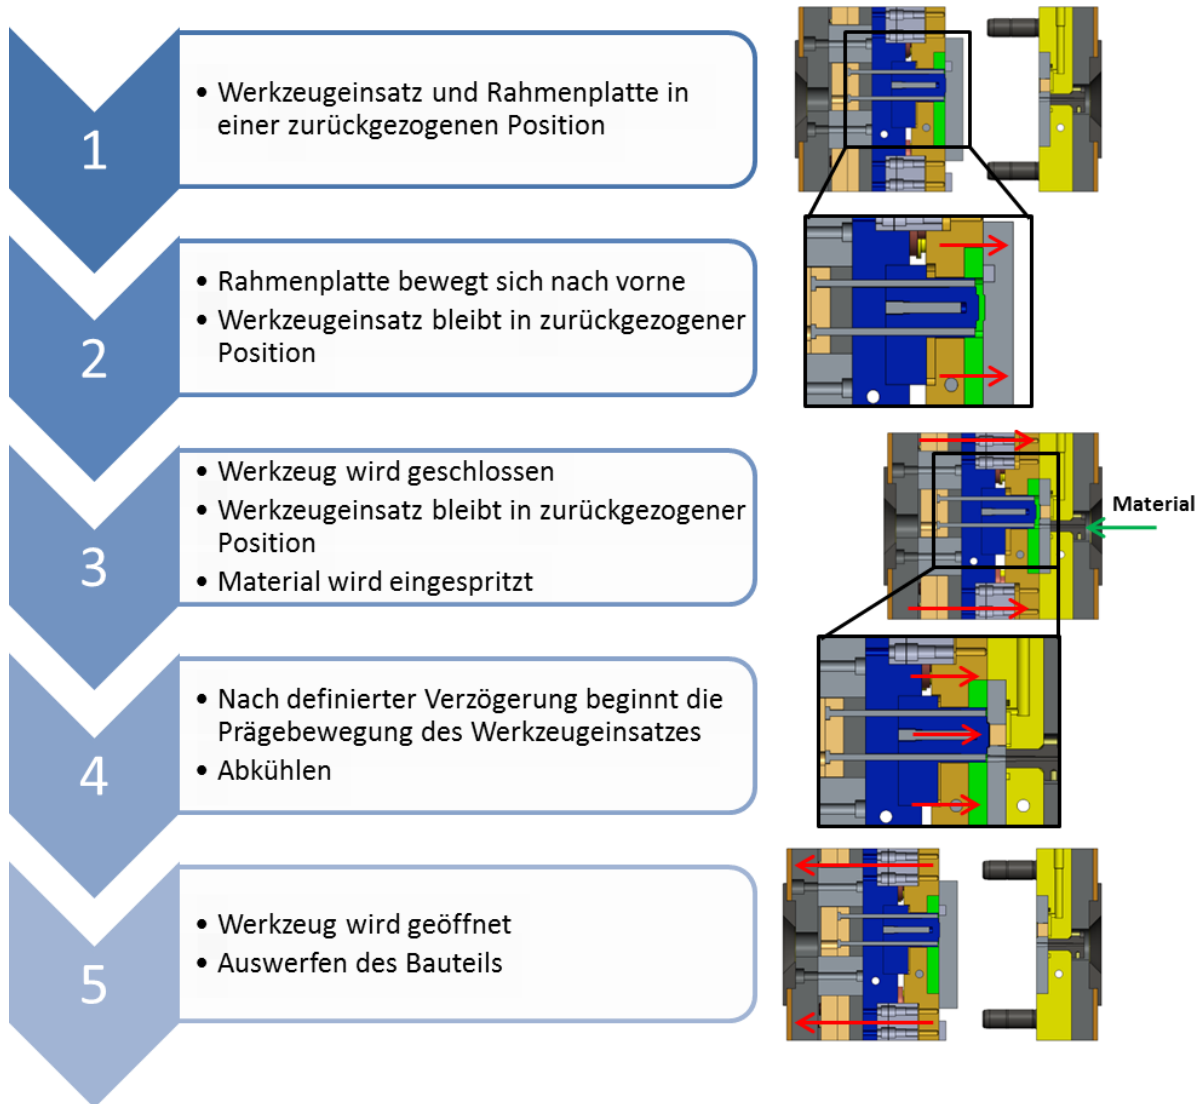 1
• Werkzeugeinsatz und Rahmenplatte in
einer zurückgezogenen Position
2
• Rahmenplatte bewegt sich nach vorne
• Werkzeugeinsatz bleibt in zurückgezogener
Position
3
• Werkzeug wird geschlossen
• Werkzeugeinsatz bleibt in zurückgezogener
Position
• Material wird eingespritzt
Material
4
• Nach definierter Verzögerung beginnt die
Prägebewegung des Werkzeugeinsatzes
• Abkühlen
5
• Werkzeug wird geöffnet
• Auswerfen des Bauteils